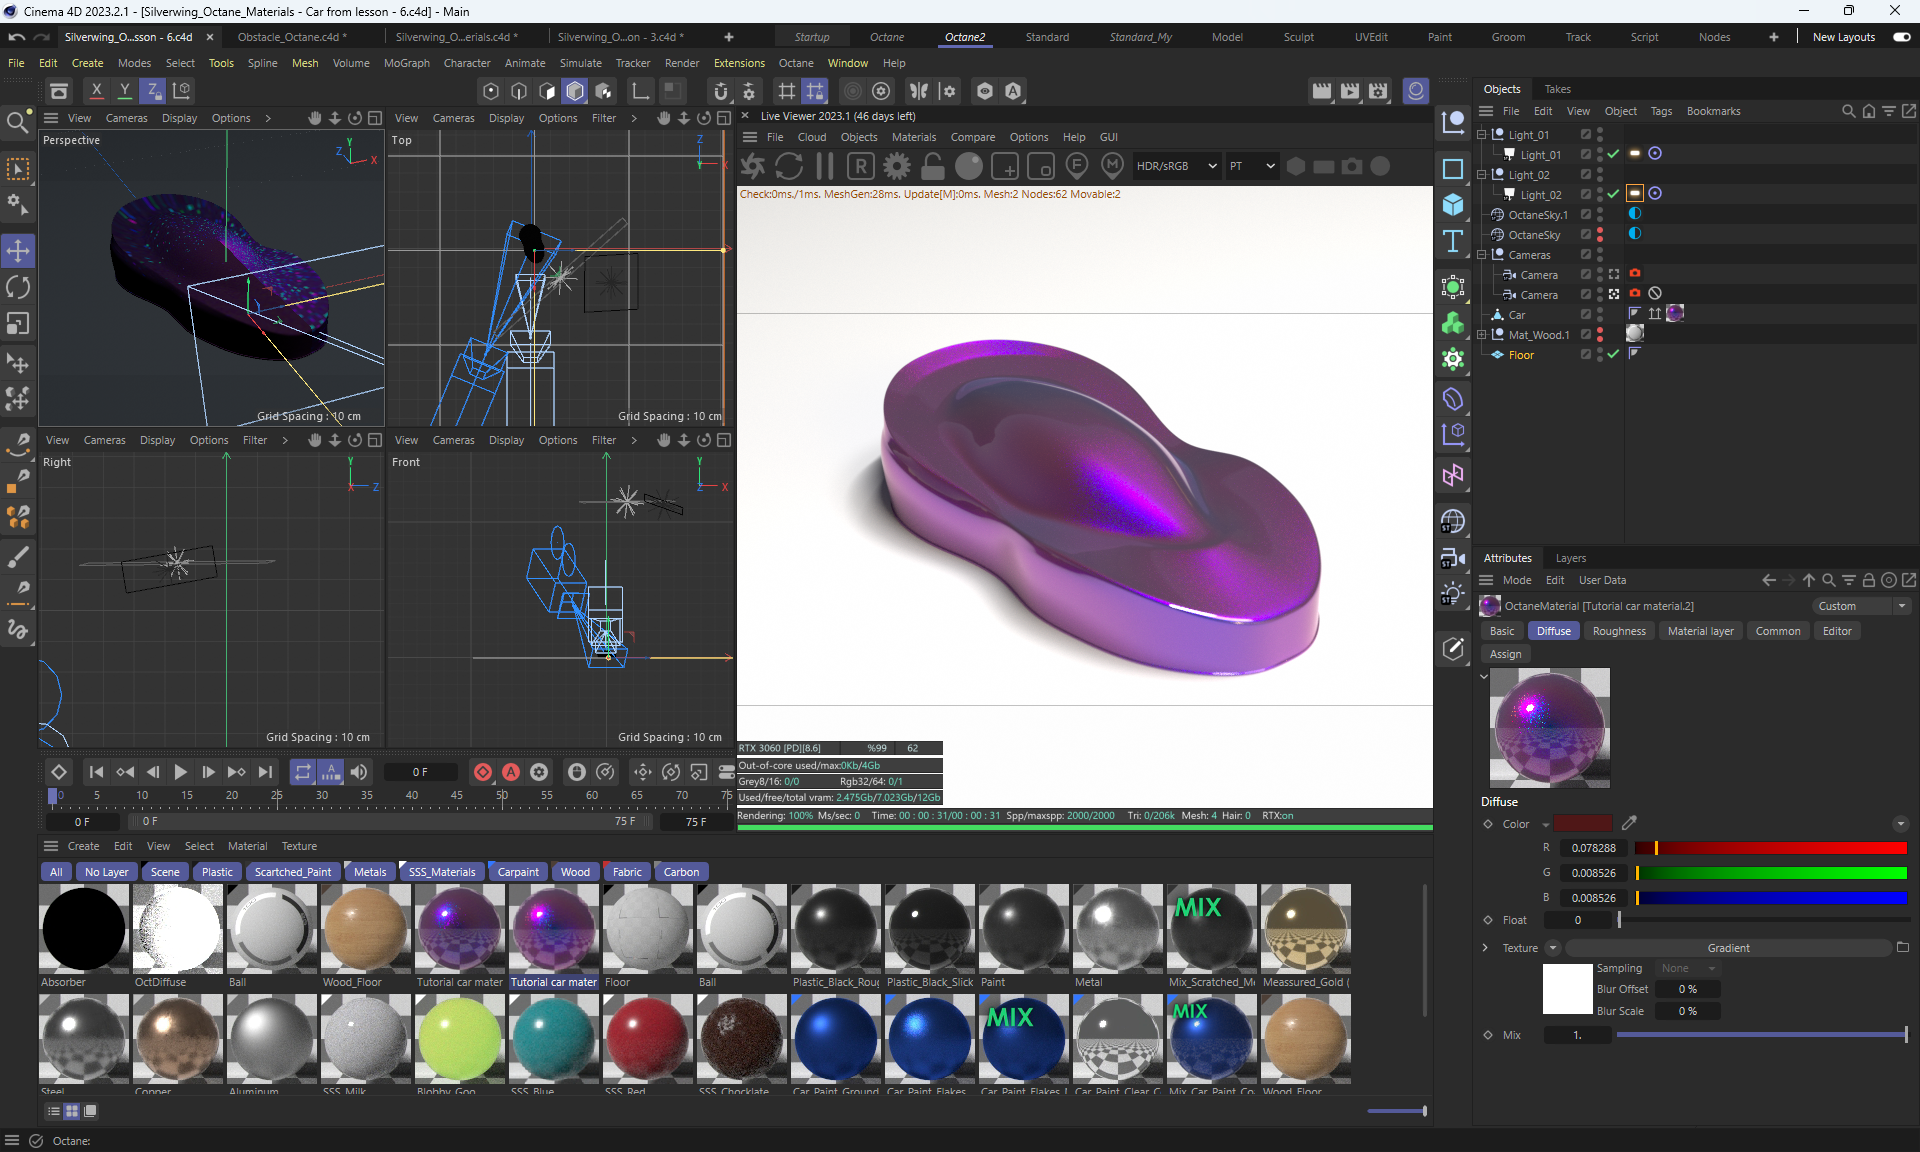 Cinema 4D 2023.2.1 - [Silverwing_Octane_Materials - Car from lesson - 6.c4d] - Main
Silverwing_O...sson - 6.c4d × Obstacle_Octane.c4d * Silverwing_O...erials.c4d * Silverwing_O...on - 3.c4d * + Startup Octane Octane2 Standard Standard_My Model Sculpt UVEdit Paint Groom Track Script Nodes + New Layouts
File Edit Create Modes Select Tools Spline Mesh Volume MoGraph Character Animate Simulate Tracker Render Extensions Octane Window Help
X Y Z
Objects Takes
File Edit View Object Tags Bookmarks
Light_01
Light_01
Light_02
Light_02
OctaneSky.1
OctaneSky
Cameras
Camera
Camera
Car
Mat_Wood.1
Floor
View Cameras Display Options >
Perspective
Y
Z
X
Grid Spacing : 10 cm
View Cameras Display Options Filter >
Top
Z
Y
X
Grid Spacing : 10 cm
View Cameras Display Options Filter >
Right
Y
X Z
Grid Spacing : 10 cm
View Cameras Display Options Filter >
Front
Y
Z X
Grid Spacing : 10 cm
× Live Viewer 2023.1 (46 days left)
File Cloud Objects Materials Compare Options Help GUI
R F M HDR/sRGB PT
Check:0ms./1ms. MeshGen:28ms. Update[M]:0ms. Mesh:2 Nodes:62 Movable:2
RTX 3060 [PD][8.6] %99 62
Out-of-core used/max:0Kb/4Gb
Grey8/16: 0/0 Rgb32/64: 0/1
Used/free/total vram: 2.475Gb/7.023Gb/12Gb
Rendering: 100% Ms/sec: 0 Time: 00 : 00 : 31/00 : 00 : 31 Spp/maxspp: 2000/2000 Tri: 0/206k Mesh: 4 Hair: 0 RTX:on
ST
ST
ST
Attributes Layers
Mode Edit User Data
OctaneMaterial [Tutorial car material.2] Custom
Basic Diffuse Roughness Material layer Common Editor
Assign
Diffuse
Color
R 0.078288
G 0.008526
B 0.008526
Float 0
Texture Gradient
Sampling None
Blur Offset 0 %
Blur Scale 0 %
Mix 1.
A 0 F A
0 5 10 15 20 25 30 35 40 45 50 55 60 65 70 75
0 F 0 F 75 F 75 F
Create Edit View Select Material Texture
All No Layer Scene Plastic Scartched_Paint Metals SSS_Materials Carpaint Wood Fabric Carbon
MIX
Absorber OctDiffuse Ball Wood_Floor Tutorial car mater Tutorial car mater Floor Ball Plastic_Black_Roug Plastic_Black_Slick Paint Metal Mix_Scratched_Me Meassured_Gold (
MIX MIX
Steel Copper Aluminum SSS_Milk Blobby_Goo SSS_Blue SSS_Red SSS_Chocklate Car_Paint_Ground Car_Paint_Flakes Car_Paint_Flakes_ Car_Paint_Clear_C Mix_Car_Paint_Co Wood_Floor
Octane: